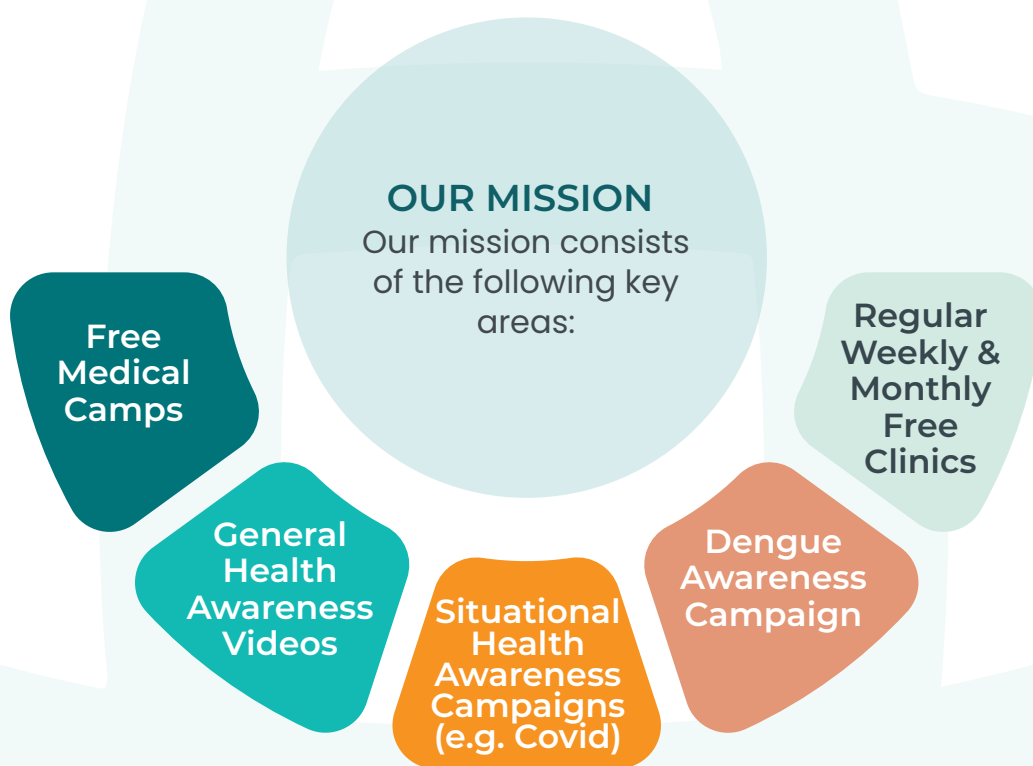 OUR MISSION
Our mission consists
of the following key
areas:
Free
Medical
Camps
General
Health
Awareness
Videos
Situational
Health
Awareness
Campaigns
(e.g. Covid)
Dengue
Awareness
Campaign
Regular
Weekly &
Monthly
Free
Clinics